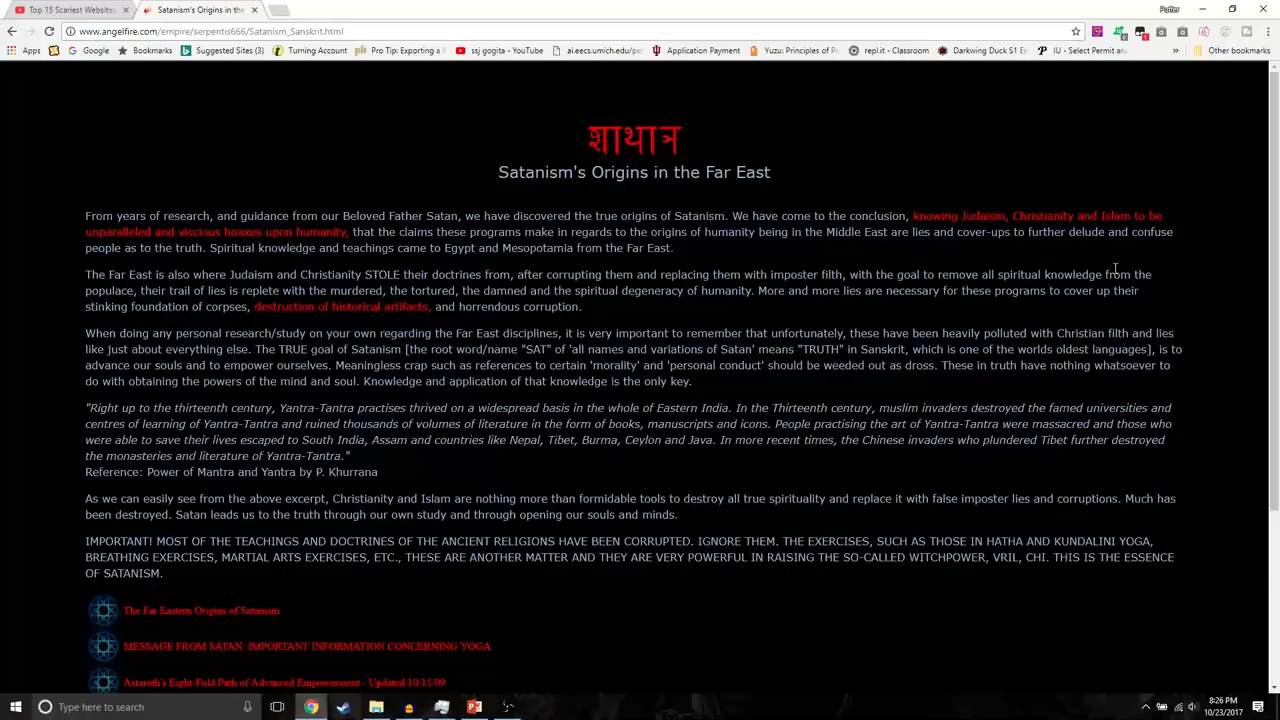 Top 15 Scariest Websites
Satanism's Origins in the
Puffer
www.angelfire.com/empire/serpentis666/Satanism_Sanskrit.html
Apps
Google
Bookmarks
Suggested Sites (3)
Turning Account
Pro Tip: Exporting a
ssj gogita - YouTube
ai.eecs.umich.edu/pe
Application Payment
Yuzu: Principles of
repl.it - Classroom
Darkwing Duck S1 E
IU - Select Permit and
Other bookmarks
शाथात्र
Satanism's Origins in the Far East
From years of research, and guidance from our Beloved Father Satan, we have discovered the true origins of Satanism. We have come to the conclusion, knowing Judaism, Christianity and Islam to be
unparalleled and viscious hoaxes upon humanity, that the claims these programs make in regards to the origins of humanity being in the Middle East are lies and cover-ups to further delude and confuse
people as to the truth. Spiritual knowledge and teachings came to Egypt and Mesopotamia from the Far East.
The Far East is also where Judaism and Christianity STOLE their doctrines from, after corrupting them and replacing them with imposter filth, with the goal to remove all spiritual knowledge from the
populace, their trail of lies is replete with the murdered, the tortured, the damned and the spiritual degeneracy of humanity. More and more lies are necessary for these programs to cover up their
stinking foundation of corpses, destruction of historical artifacts, and horrendous corruption.
When doing any personal research/study on your own regarding the Far East disciplines, it is very important to remember that unfortunately, these have been heavily polluted with Christian filth and lies
like just about everything else. The TRUE goal of Satanism [the root word/name "SAT" of 'all names and variations of Satan' means "TRUTH" in Sanskrit, which is one of the worlds oldest languages], is to
advance our souls and to empower ourselves. Meaningless crap such as references to certain 'morality' and 'personal conduct' should be weeded out as dross. These in truth have nothing whatsoever to
do with obtaining the powers of the mind and soul. Knowledge and application of that knowledge is the only key.
"Right up to the thirteenth century, Yantra-Tantra practises thrived on a widespread basis in the whole of Eastern India. In the Thirteenth century, muslim invaders destroyed the famed universities and
centres of learning of Yantra-Tantra and ruined thousands of volumes of literature in the form of books, manuscripts and icons. People practising the art of Yantra-Tantra were massacred and those who
were able to save their lives escaped to South India, Assam and countries like Nepal, Tibet, Burma, Ceylon and Java. In more recent times, the Chinese invaders who plundered Tibet further destroyed
the monasteries and literature of Yantra-Tantra."
Reference: Power of Mantra and Yantra by P. Khurrana
As we can easily see from the above excerpt, Christianity and Islam are nothing more than formidable tools to destroy all true spirituality and replace it with false imposter lies and corruptions. Much has
been destroyed. Satan leads us to the truth through our own study and through opening our souls and minds.
IMPORTANT! MOST OF THE TEACHINGS AND DOCTRINES OF THE ANCIENT RELIGIONS HAVE BEEN CORRUPTED. IGNORE THEM. THE EXERCISES, SUCH AS THOSE IN HATHA AND KUNDALINI YOGA,
BREATHING EXERCISES, MARTIAL ARTS EXERCISES, ETC., THESE ARE ANOTHER MATTER AND THEY ARE VERY POWERFUL IN RAISING THE SO-CALLED WITCHPOWER, VRIL, CHI. THIS IS THE ESSENCE
OF SATANISM.
The Far Eastern Origins of Satanism
MESSAGE FROM SATAN: IMPORTANT INFORMATION CONCERNING YOGA
Astaroth's Eight-Fold Path of Advanced Empowerment - Updated 10/15/09
Type here to search
8:26 PM
10/23/2017